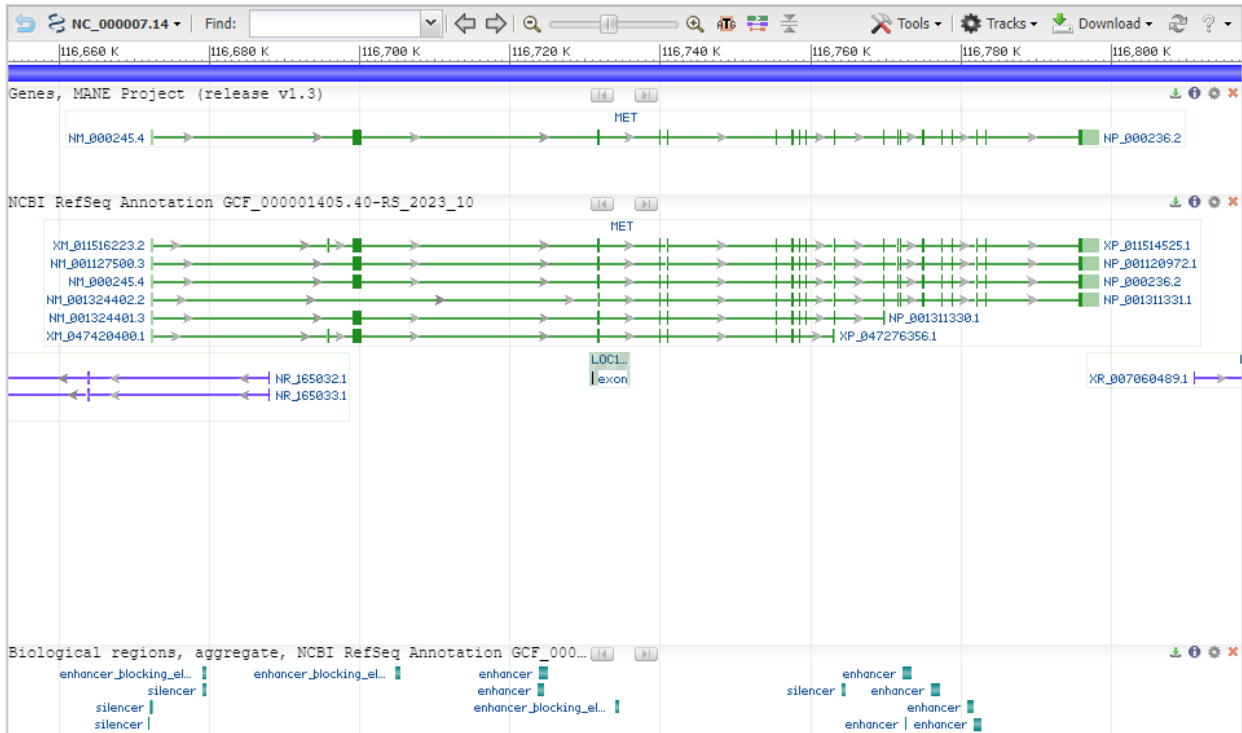 NC_000007.14 Find: ATG Tools Tracks Download ?
116,660 K 116,680 K 116,700 K 116,720 K 116,740 K 116,760 K 116,780 K 116,800 K
Genes, MANE Project (release v1.3)
MET
NM_000245.4 NP_000236.2
NCBI RefSeq Annotation GCF_000001405.40-RS_2023_10
MET
XM_011516223.2 XP_011514525.1
NM_001127500.3 NP_001120972.1
NM_000245.4 NP_000236.2
NM_001324402.2 NP_001311331.1
NM_001324401.3 NP_001311330.1
XM_047420400.1 XP_047276356.1
LOC1...
NR_165032.1 exon XR_007060489.1
NR_165033.1
Biological regions, aggregate, NCBI RefSeq Annotation GCF_000...
enhancer_blocking_el... enhancer_blocking_el... enhancer enhancer
silencer enhancer silencer enhancer
silencer enhancer_blocking_el... enhancer
silencer enhancer enhancer